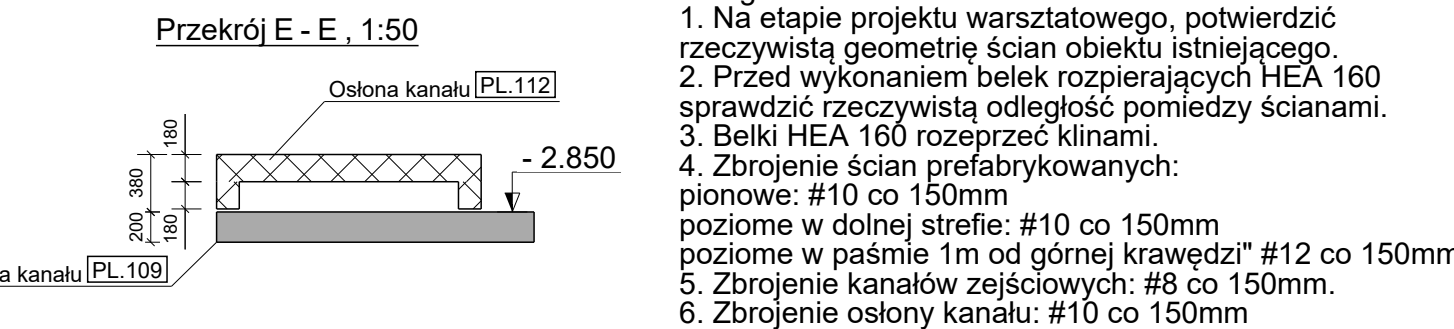 Przekrój E - E , 1:50
Osłona kanału PL.112
180
380
- 2.850
200
180
a kanału PL.109
1. Na etapie projektu warsztatowego, potwierdzić
rzeczywistą geometrię ścian obiektu istniejącego.
2. Przed wykonaniem belek rozpierających HEA 160
sprawdzić rzeczywistą odległość pomiedzy ścianami.
3. Belki HEA 160 rozeprzeć klinami.
4. Zbrojenie ścian prefabrykowanych:
pionowe: #10 co 150mm
poziome w dolnej strefie: #10 co 150mm
poziome w paśmie 1m od górnej krawędzi" #12 co 150mm
5. Zbrojenie kanałów zejściowych: #8 co 150mm.
6. Zbrojenie osłony kanału: #10 co 150mm